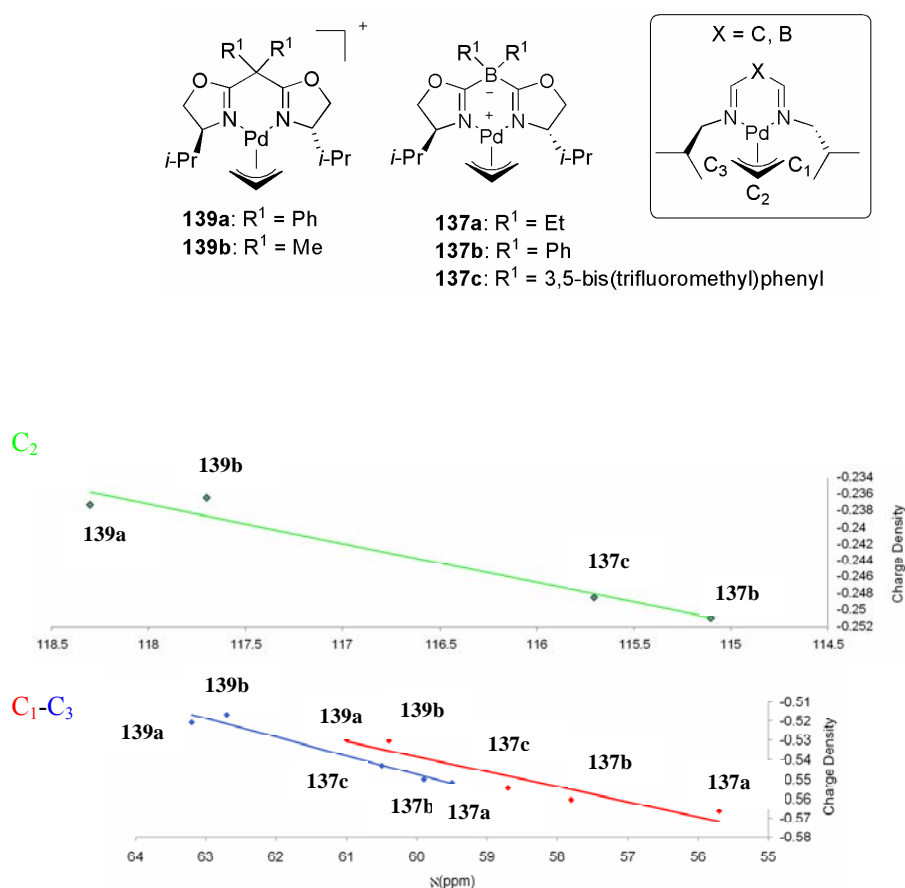 R¹ R¹ +
O O
N N
Pd
i-Pr i-Pr
139a: R¹ = Ph
139b: R¹ = Me
R¹ R¹
O B O
−
N + N
Pd
i-Pr i-Pr
137a: R¹ = Et
137b: R¹ = Ph
137c: R¹ = 3,5-bis(trifluoromethyl)phenyl
X = C, B
X
N N
Pd
C₃ C₁
C₂
C₂
139b
139a
137c
137b
-0.234
-0.236
-0.238
-0.24
-0.242
-0.244
-0.246
-0.248
-0.25
-0.252
Charge Density
118.5 118 117.5 117 116.5 116 115.5 115 114.5
C₁-C₃
139b
139a
139a
139b
137c
137c
137b
137b
137a
137a
-0.51
-0.52
-0.53
-0.54
-0.55
-0.56
-0.57
-0.58
Charge Density
64 63 62 61 60 59 58 57 56 55
ℵ(ppm)